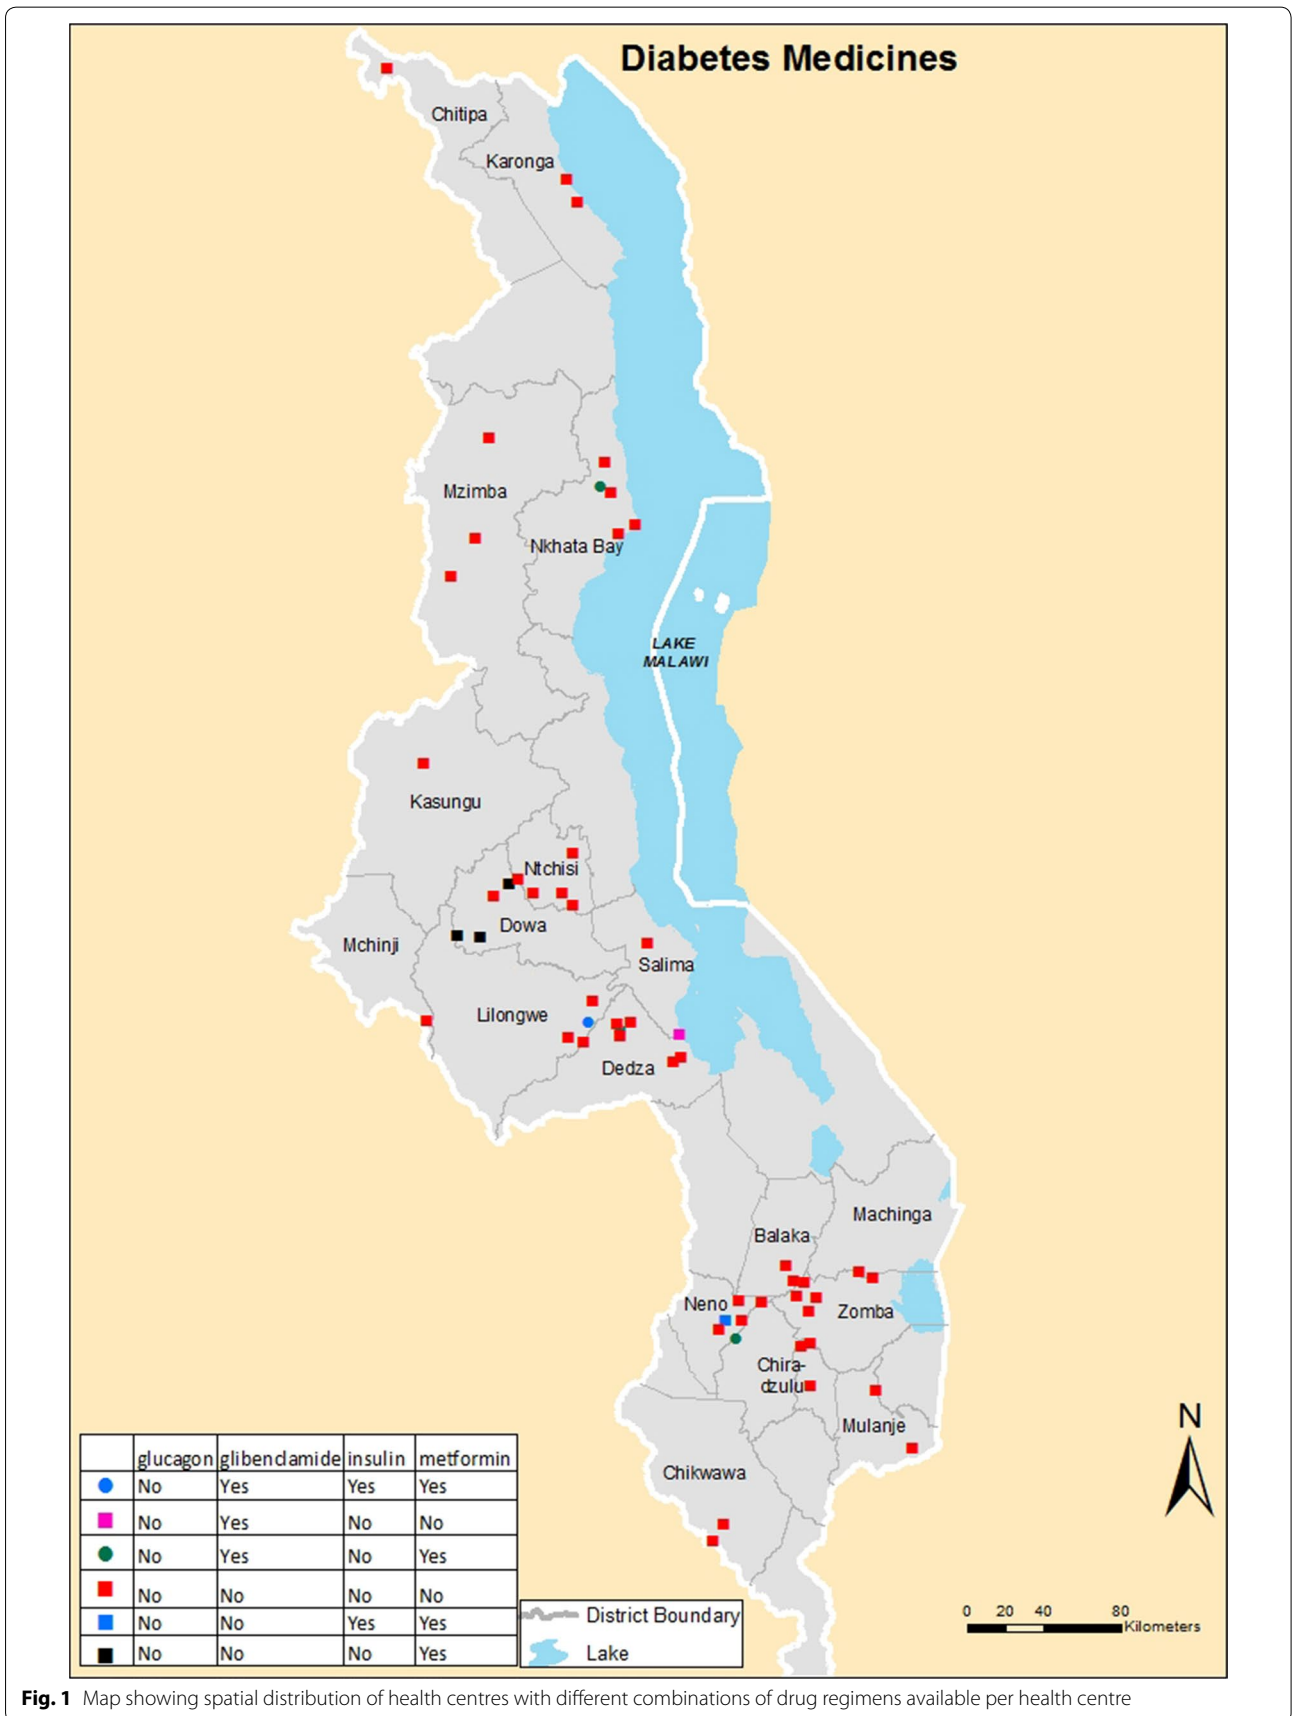 Diabetes Medicines
Chitipa
Karonga
Mzimba
Nkhata Bay
LAKE
MALAWI
Kasungu
Ntchisi
Dowa
Mchinji
Salima
Lilongwe
Dedza
Machinga
Balaka
Neno
Zomba
Chira-
dzulu
Mulanje
Chikwawa
N
glucagon glibenclamide insulin metformin
No Yes Yes Yes
No Yes No No
No Yes No Yes
No No No No
No No Yes Yes
No No No Yes
District Boundary
Lake
0 20 40 80
Kilometers
Fig. 1 Map showing spatial distribution of health centres with different combinations of drug regimens available per health centre